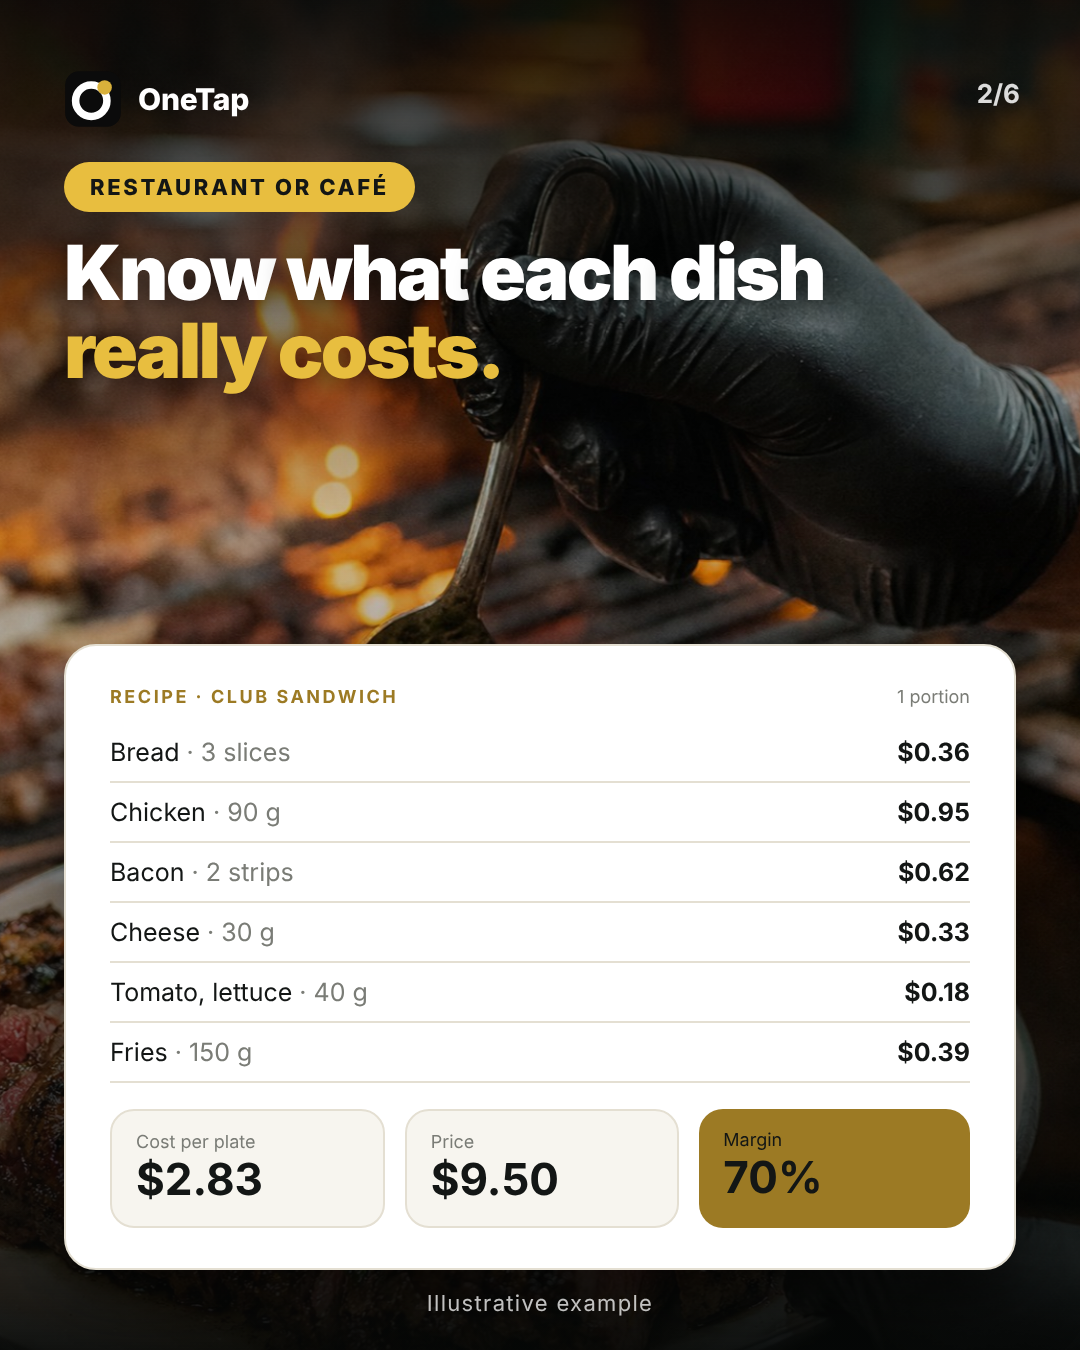 OneTap
2/6
RESTAURANT OR CAFÉ
Know what each dish
really costs.
RECIPE · CLUB SANDWICH
1 portion
Bread · 3 slices $0.36
Chicken · 90 g $0.95
Bacon · 2 strips $0.62
Cheese · 30 g $0.33
Tomato, lettuce · 40 g $0.18
Fries · 150 g $0.39
Cost per plate
$2.83
Price
$9.50
Margin
70%
Illustrative example